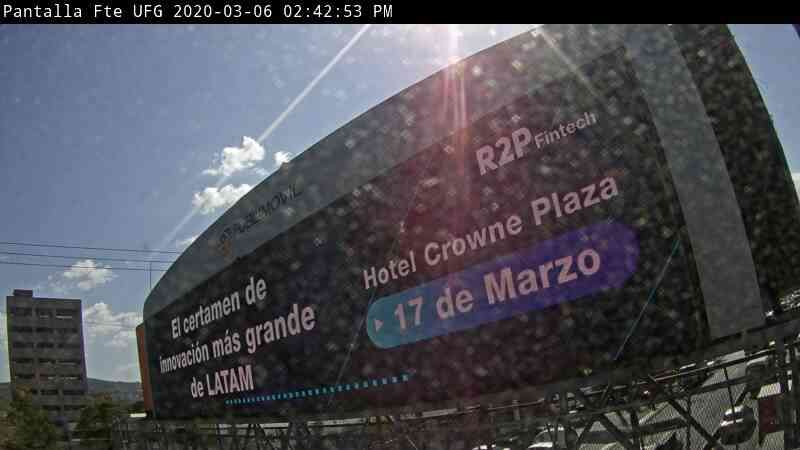 Pantalla Fte UFG 2020-03-06 02:42:53 PM
PUBLIMOVIL
R2P Fintech
Hotel Crowne Plaza
17 de Marzo
El certamen de
innovación más grande
de LATAM